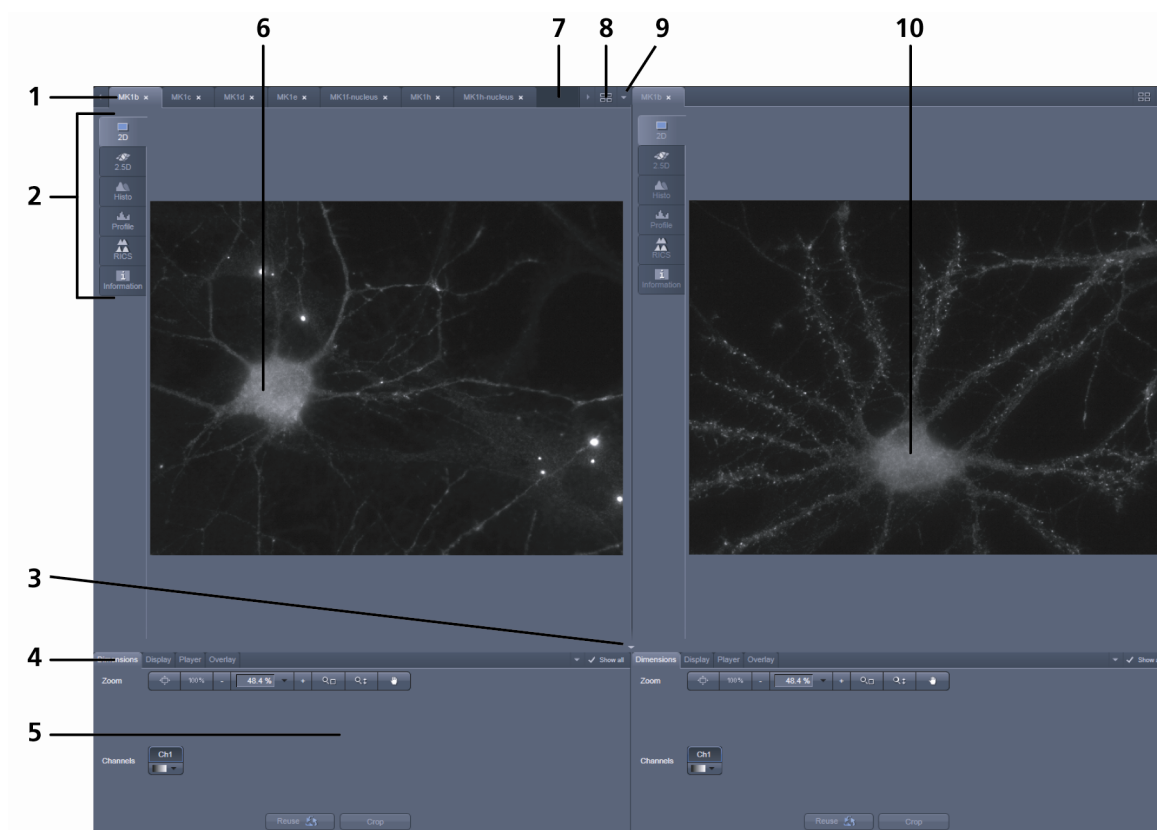 6 7 8 9 10
1 MK1b × MK1c × MK1d × MK1e × MK1f-nucleus × MK1h × MK1h-nucleus × MK1b ×
2
2D
2.5D
Histo
Profile
RICS
Information
2D
2.5D
Histo
Profile
RICS
Information
3
4 Dimensions Display Player Overlay Show all
Zoom 100% - 48.4 % +
5
Channels Ch1
Reuse Crop
Dimensions Display Player Overlay Show
Zoom 100% - 48.4 % +
Channels Ch1
Reuse Crop